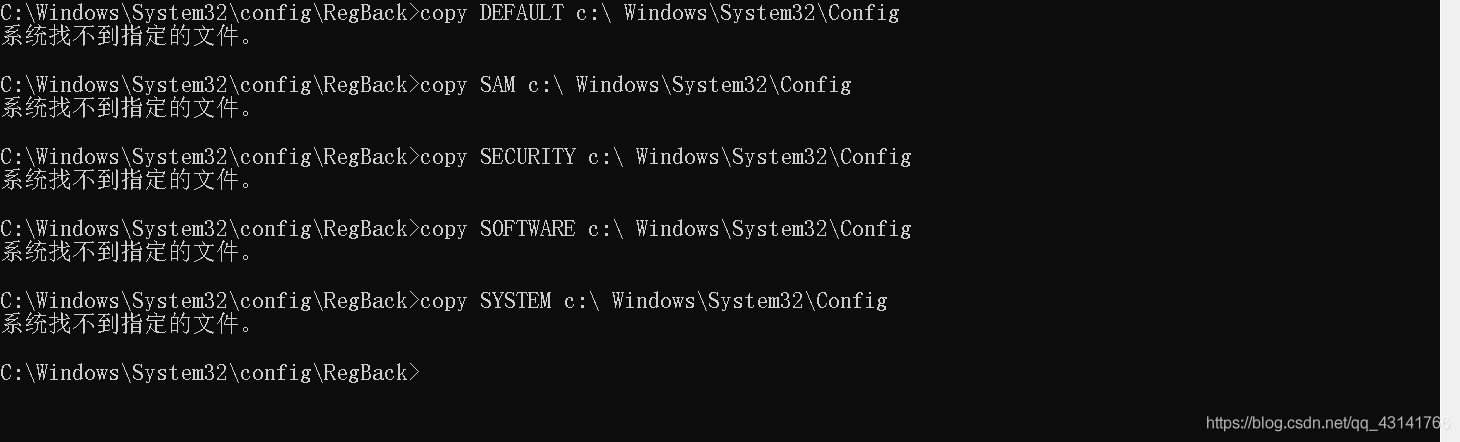 C:\Windows\System32\config\RegBack>copy DEFAULT c:\ Windows\System32\Config
系统找不到指定的文件。
C:\Windows\System32\config\RegBack>copy SAM c:\ Windows\System32\Config
系统找不到指定的文件。
C:\Windows\System32\config\RegBack>copy SECURITY c:\ Windows\System32\Config
系统找不到指定的文件。
C:\Windows\System32\config\RegBack>copy SOFTWARE c:\ Windows\System32\Config
系统找不到指定的文件。
C:\Windows\System32\config\RegBack>copy SYSTEM c:\ Windows\System32\Config
系统找不到指定的文件。
C:\Windows\System32\config\RegBack>
https://blog.csdn.net/qq_43141766